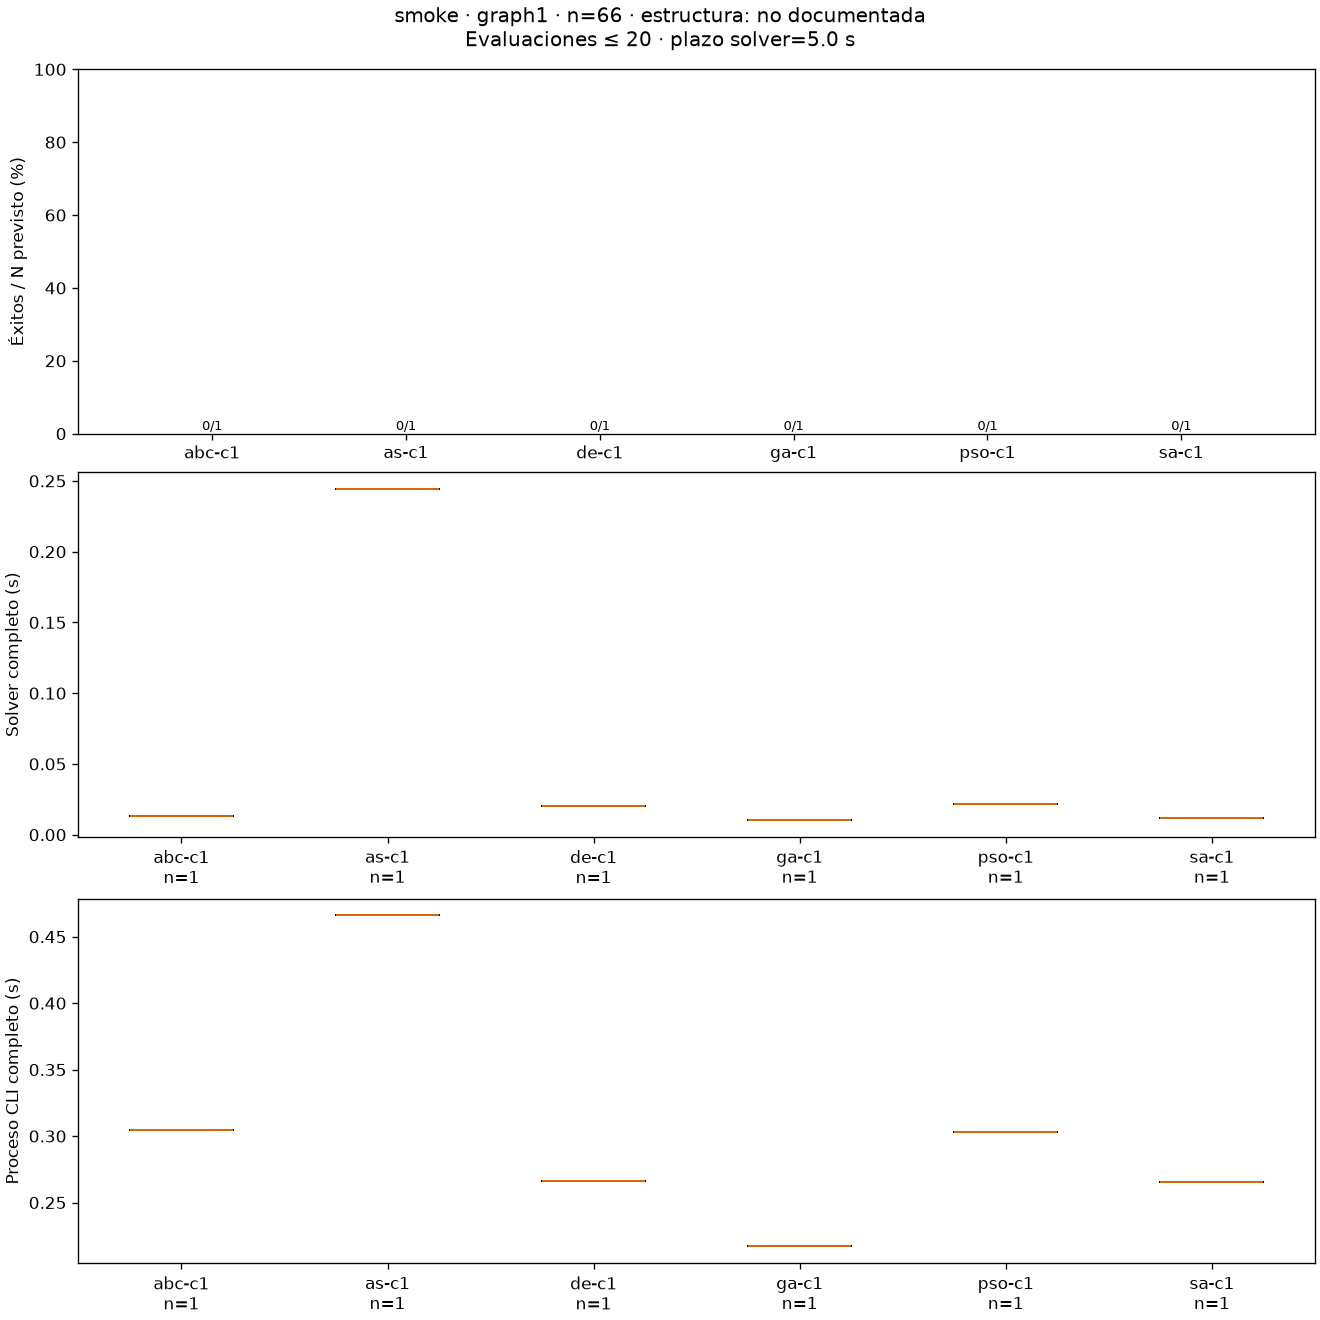 smoke · graph1 · n=66 · estructura: no documentada
Evaluaciones ≤ 20 · plazo solver=5.0 s
Éxitos / N previsto (%)
100
80
60
40
20
0
0/1 0/1 0/1 0/1 0/1 0/1
abc-c1 as-c1 de-c1 ga-c1 pso-c1 sa-c1
Solver completo (s)
0.25
0.20
0.15
0.10
0.05
0.00
abc-c1 as-c1 de-c1 ga-c1 pso-c1 sa-c1
n=1 n=1 n=1 n=1 n=1 n=1
Proceso CLI completo (s)
0.45
0.40
0.35
0.30
0.25
abc-c1 as-c1 de-c1 ga-c1 pso-c1 sa-c1
n=1 n=1 n=1 n=1 n=1 n=1